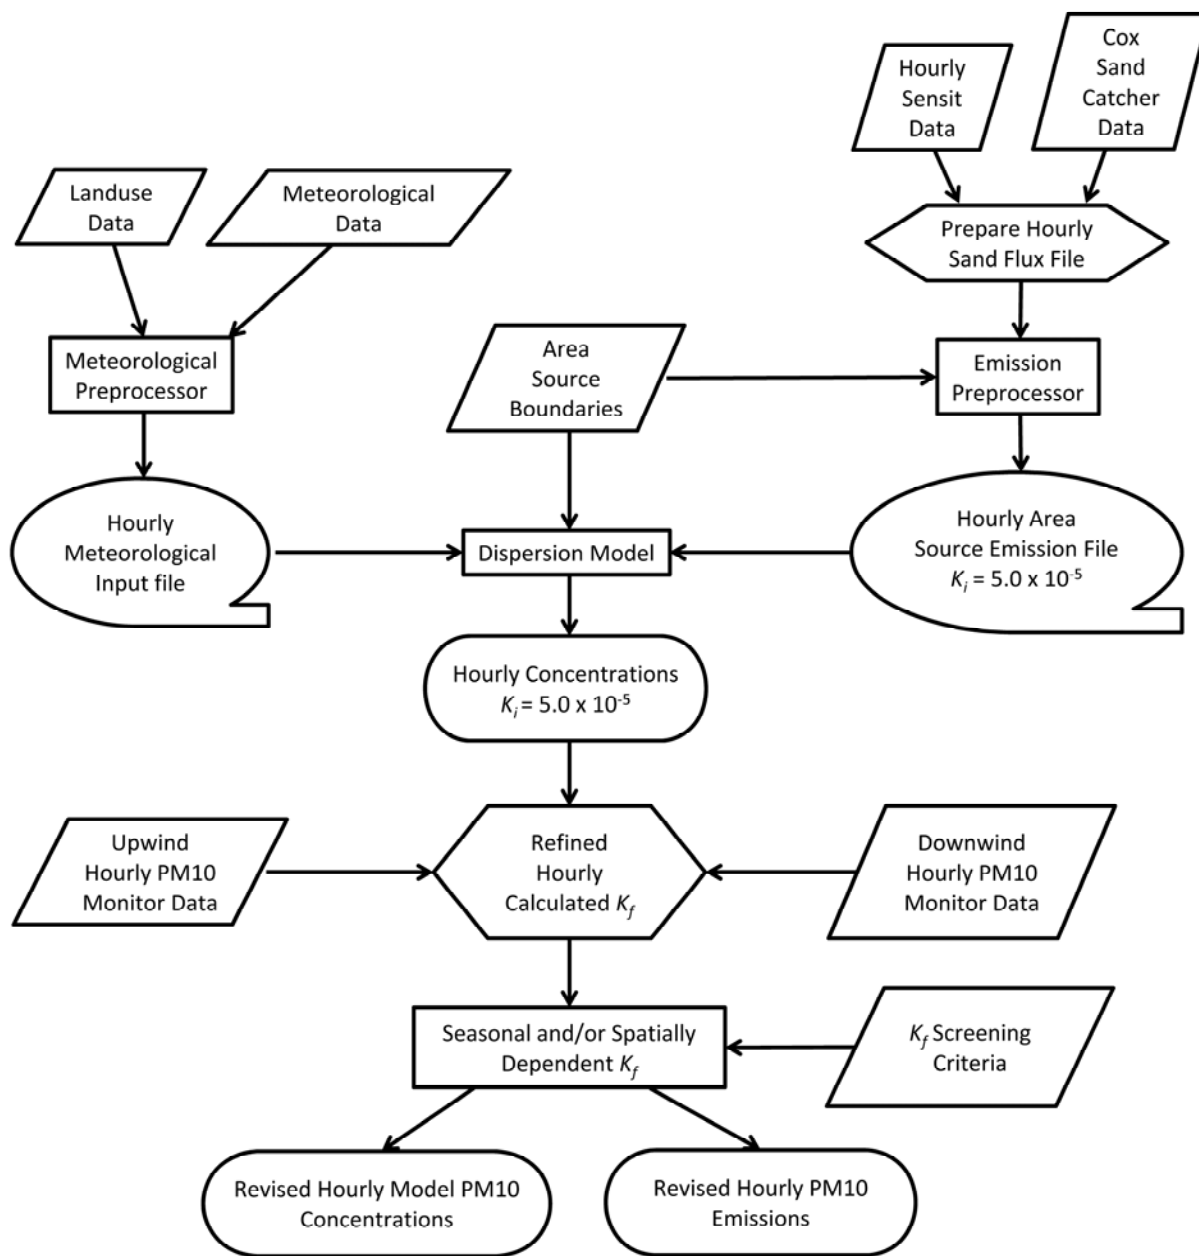 Hourly
Sensit
Data
Cox
Sand
Catcher
Data
Landuse
Data
Meteorological
Data
Prepare Hourly
Sand Flux File
Meteorological
Preprocessor
Area
Source
Boundaries
Emission
Preprocessor
Hourly
Meteorological
Input file
Dispersion Model
Hourly Area
Source Emission File
Kᵢ = 5.0 x 10⁻⁵
Hourly Concentrations
Kᵢ = 5.0 x 10⁻⁵
Upwind
Hourly PM10
Monitor Data
Refined
Hourly
Calculated K_f
Downwind
Hourly PM10
Monitor Data
Seasonal and/or Spatially
Dependent K_f
K_f Screening
Criteria
Revised Hourly Model PM10
Concentrations
Revised Hourly PM10
Emissions